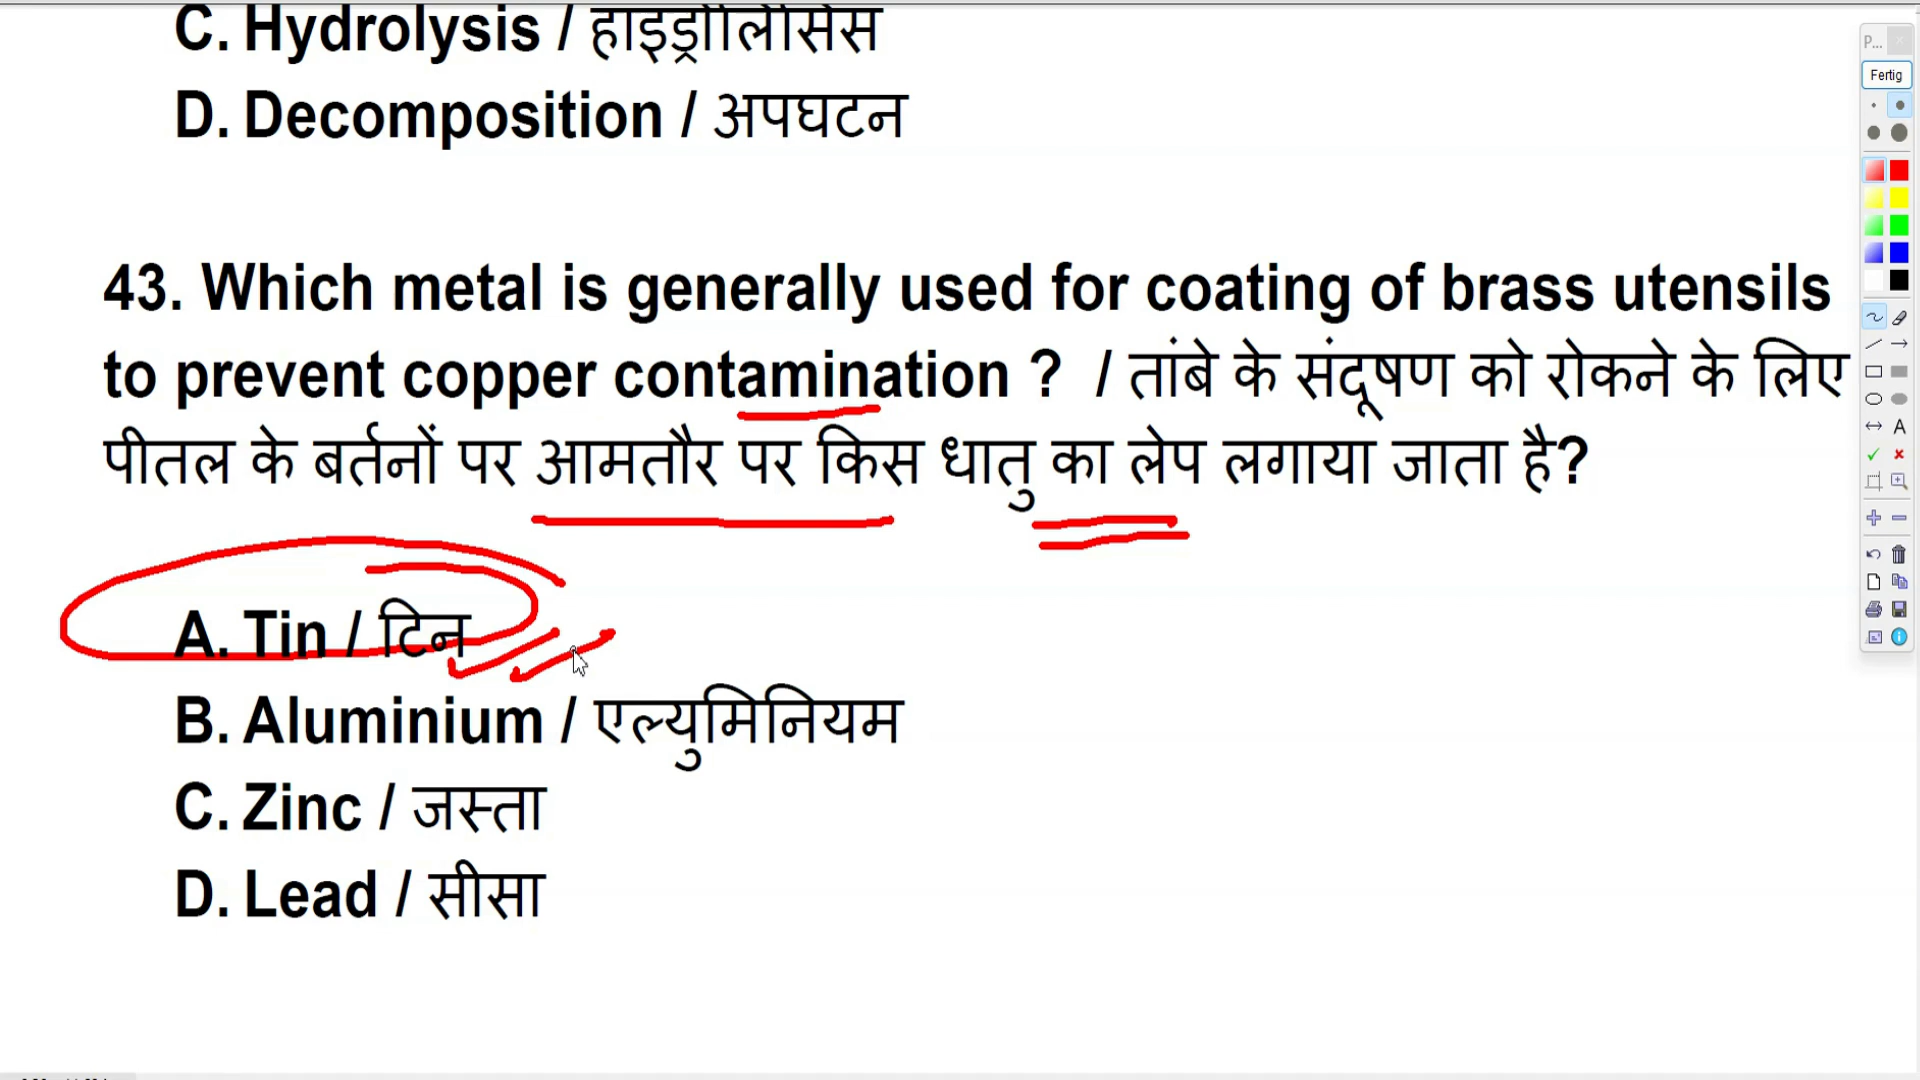 C. Hydrolysis / हाइड्रोलिसिस
D. Decomposition / अपघटन
43. Which metal is generally used for coating of brass utensils
to prevent copper contamination ? / तांबे के संदूषण को रोकने के लिए
पीतल के बर्तनों पर आमतौर पर किस धातु का लेप लगाया जाता है?
A. Tin / टिन
B. Aluminium / एल्युमिनियम
C. Zinc / जस्ता
D. Lead / सीसा
P...
Fertig
A